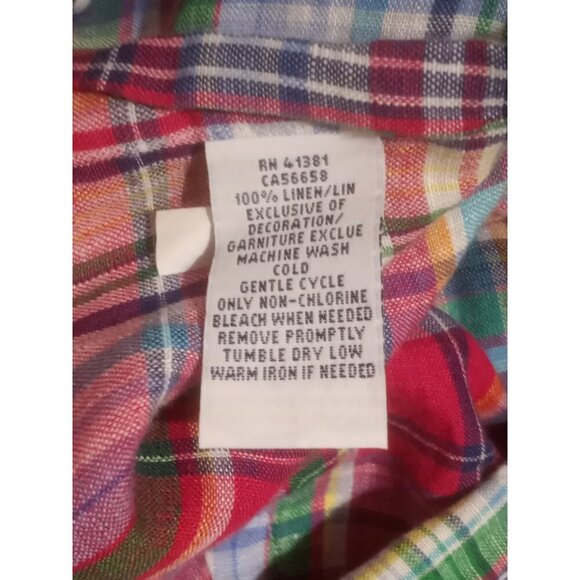 RN 41381
CA56658
100% LINEN/LIN
EXCLUSIVE OF
DECORATION/
GARNITURE EXCLUE
MACHINE WASH
COLD
GENTLE CYCLE
ONLY NON-CHLORINE
BLEACH WHEN NEEDED
REMOVE PROMPTLY
TUMBLE DRY LOW
WARM IRON IF NEEDED